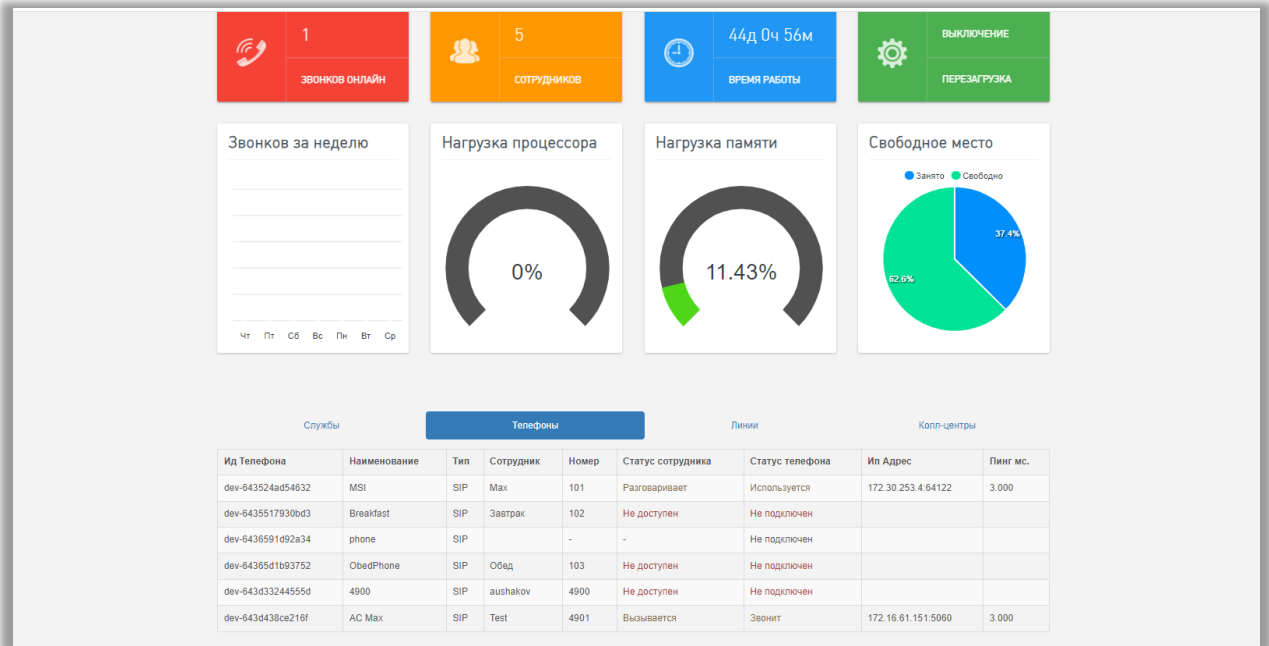 1
ЗВОНКОВ ОНЛАЙН
5
СОТРУДНИКОВ
44д 0ч 56м
ВРЕМЯ РАБОТЫ
ВЫКЛЮЧЕНИЕ
ПЕРЕЗАГРУЗКА
Звонков за неделю
Чт Пт Сб Вс Пн Вт Ср
Нагрузка процессора
0%
Нагрузка памяти
11.43%
Свободное место
Занято Свободно
37.4%
62.6%
Службы Телефоны Линии Колл-центры
Ид Телефона Наименование Тип Сотрудник Номер Статус сотрудника Статус телефона Ип Адрес Пинг мс.
dev-643524ad54632 MSI SIP Max 101 Разговаривает Используется 172.30.253.4:64122 3.000
dev-6435517930bd3 Breakfast SIP Завтрак 102 Не доступен Не подключен
dev-6436591d92a34 phone SIP - - Не подключен
dev-64365d1b93752 ObedPhone SIP Обед 103 Не доступен Не подключен
dev-643d33244555d 4900 SIP aushakov 4900 Не доступен Не подключен
dev-643d438ce216f AC Max SIP Test 4901 Вызывается Звонит 172.16.61.151:5060 3.000